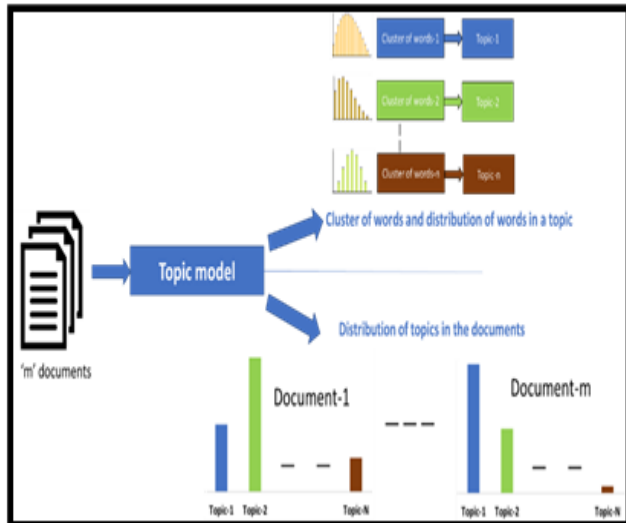 Cluster of words-1
Topic-1
Cluster of words-2
Topic-2
Cluster of words-n
Topic-n
Cluster of words and distribution of words in a topic
Topic model
Distribution of topics in the documents
'm' documents
Document-1
Document-m
Topic-1 Topic-2 Topic-N
Topic-1 Topic-2 Topic-N